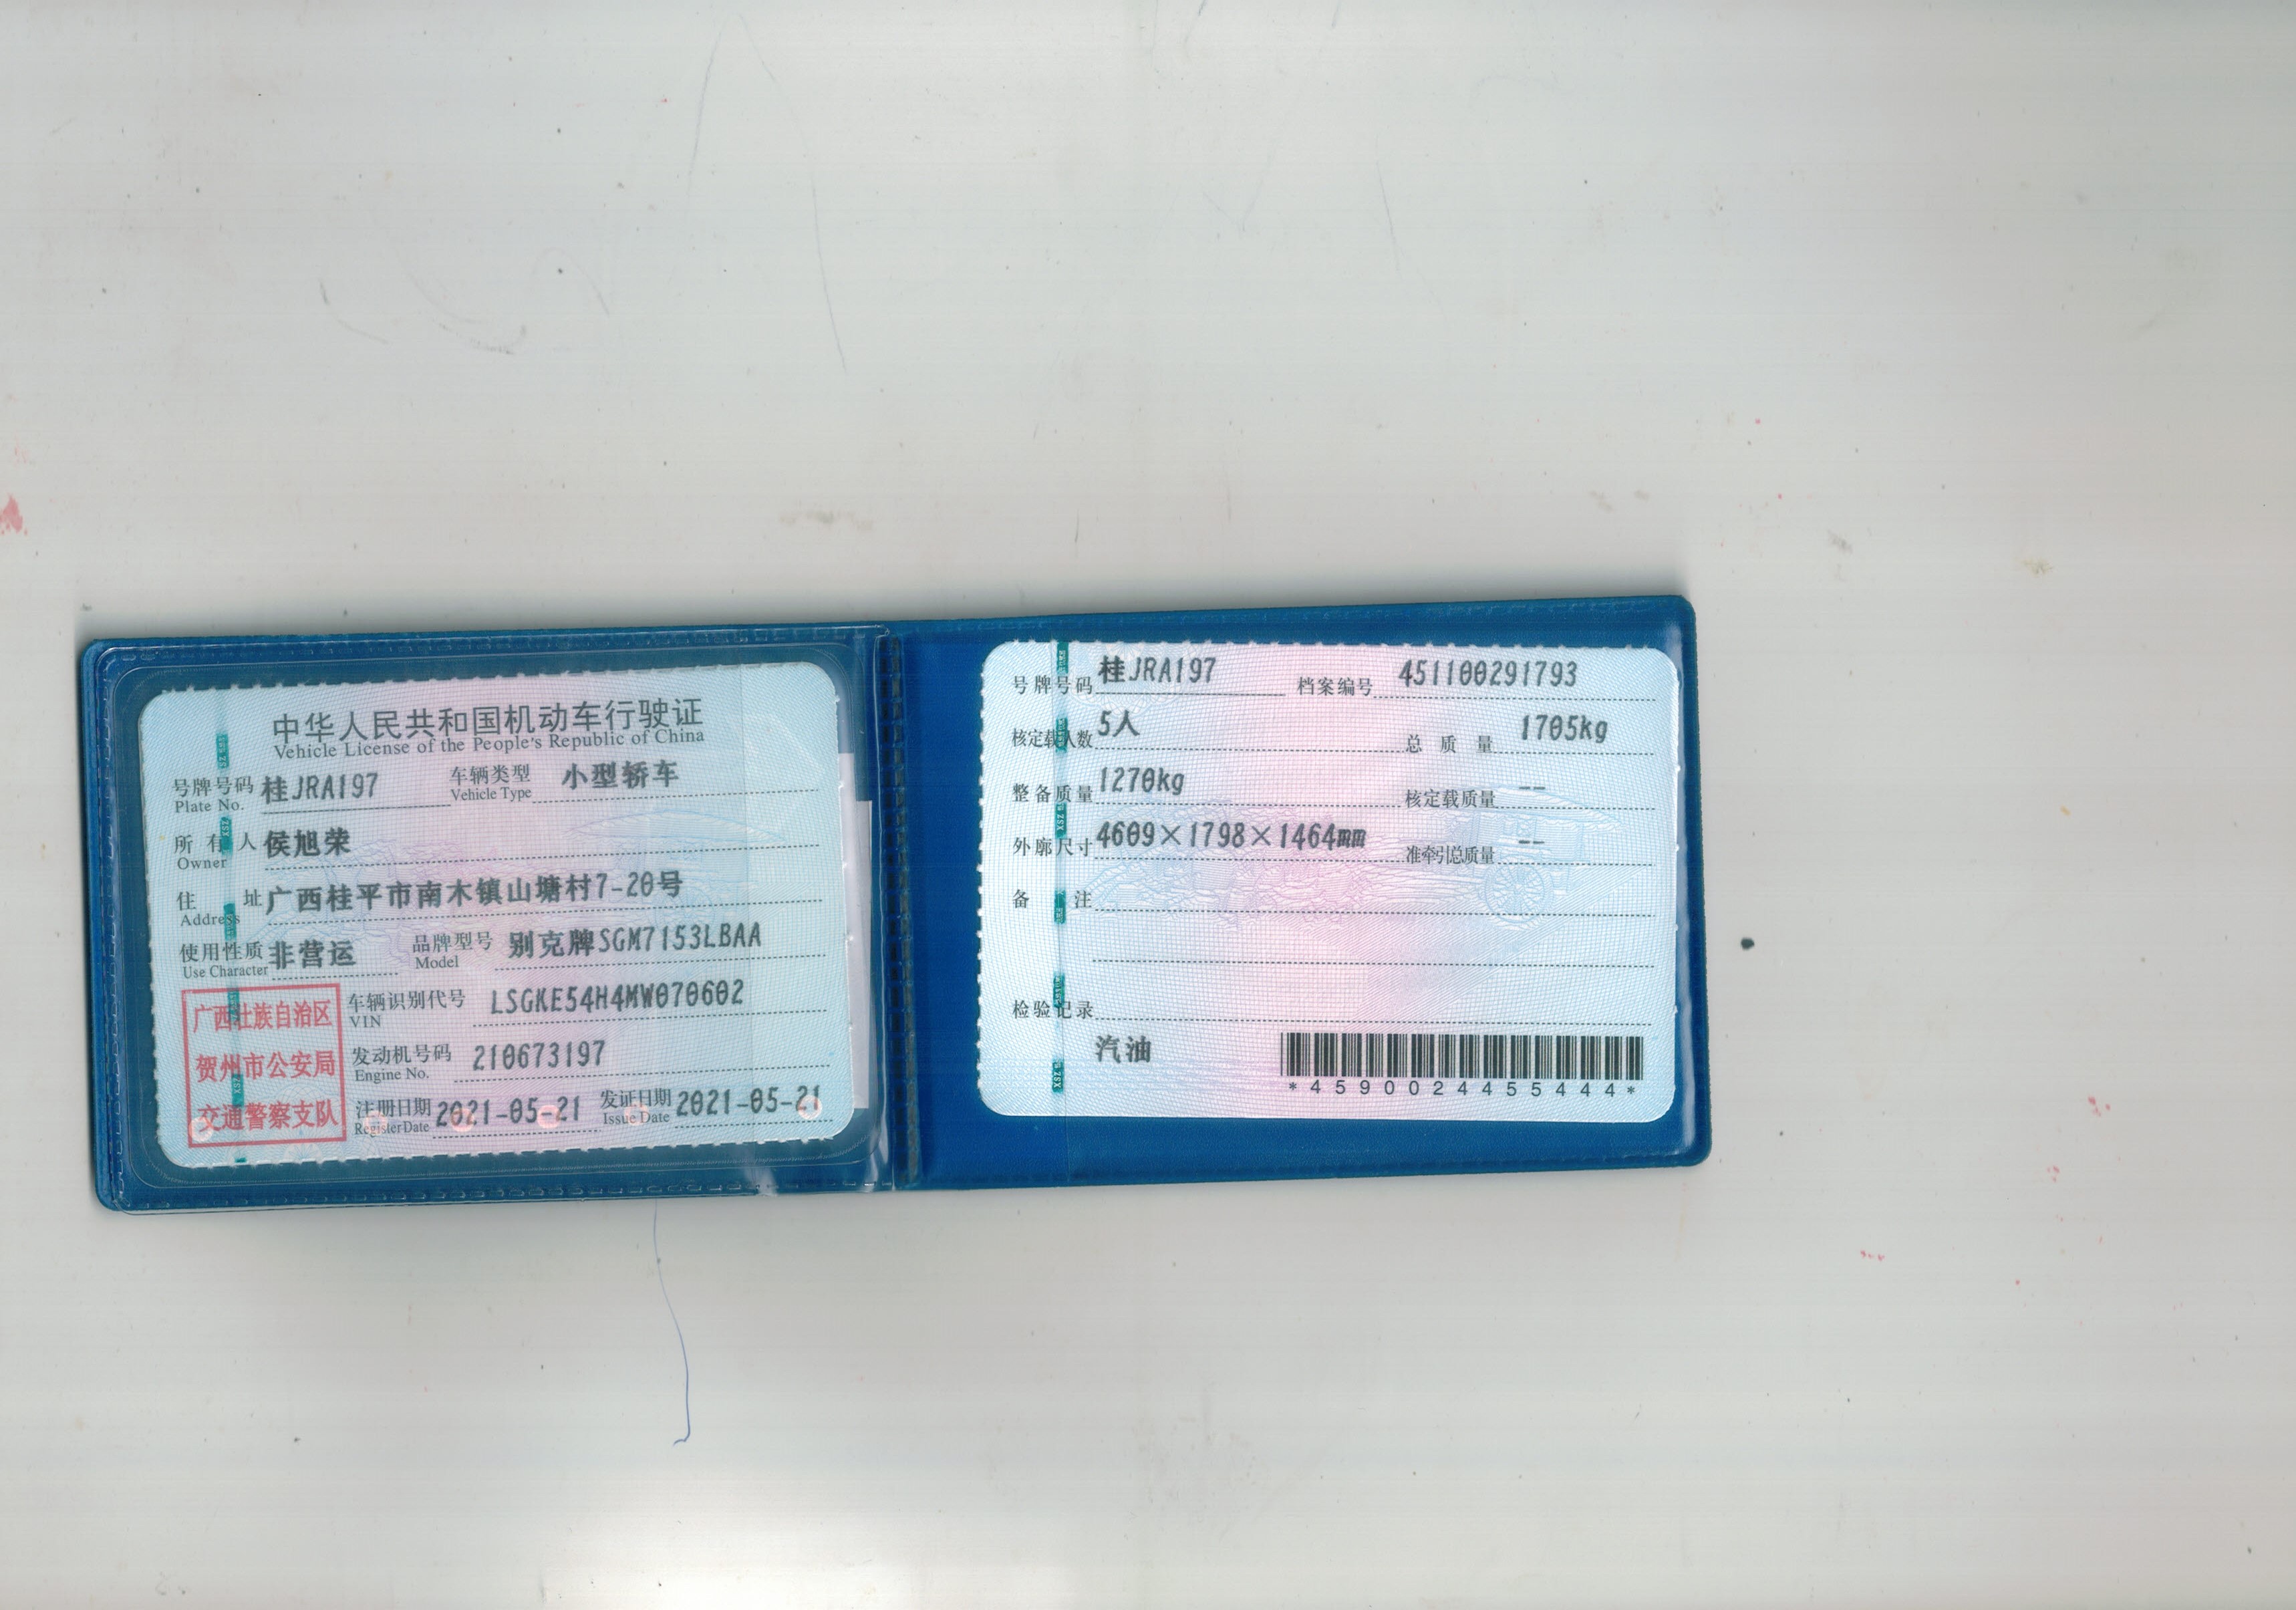 中华人民共和国机动车行驶证
Vehicle License of the People's Republic of China
号牌号码 桂JRA197 车辆类型 小型轿车
Plate No. Vehicle Type
所有人 侯旭荣
Owner
住址 广西桂平市南木镇山塘村7-20号
Address
使用性质 非营运 品牌型号 别克牌SGM7153LBAA
Use Character Model
广西壮族自治区
贺州市公安局
交通警察支队
车辆识别代号 LSGKE54H4MW070602
VIN
发动机号码 210673197
Engine No.
注册日期 2021-05-21 发证日期 2021-05-21
Register Date Issue Date
号牌号码 桂JRA197 档案编号 451100291793
核定载人数 5人 总质量 1705kg
整备质量 1270kg 核定载质量 --
外廓尺寸 4609×1798×1464mm 准牵引总质量 --
备注
检验记录
汽油
*4590024455444*